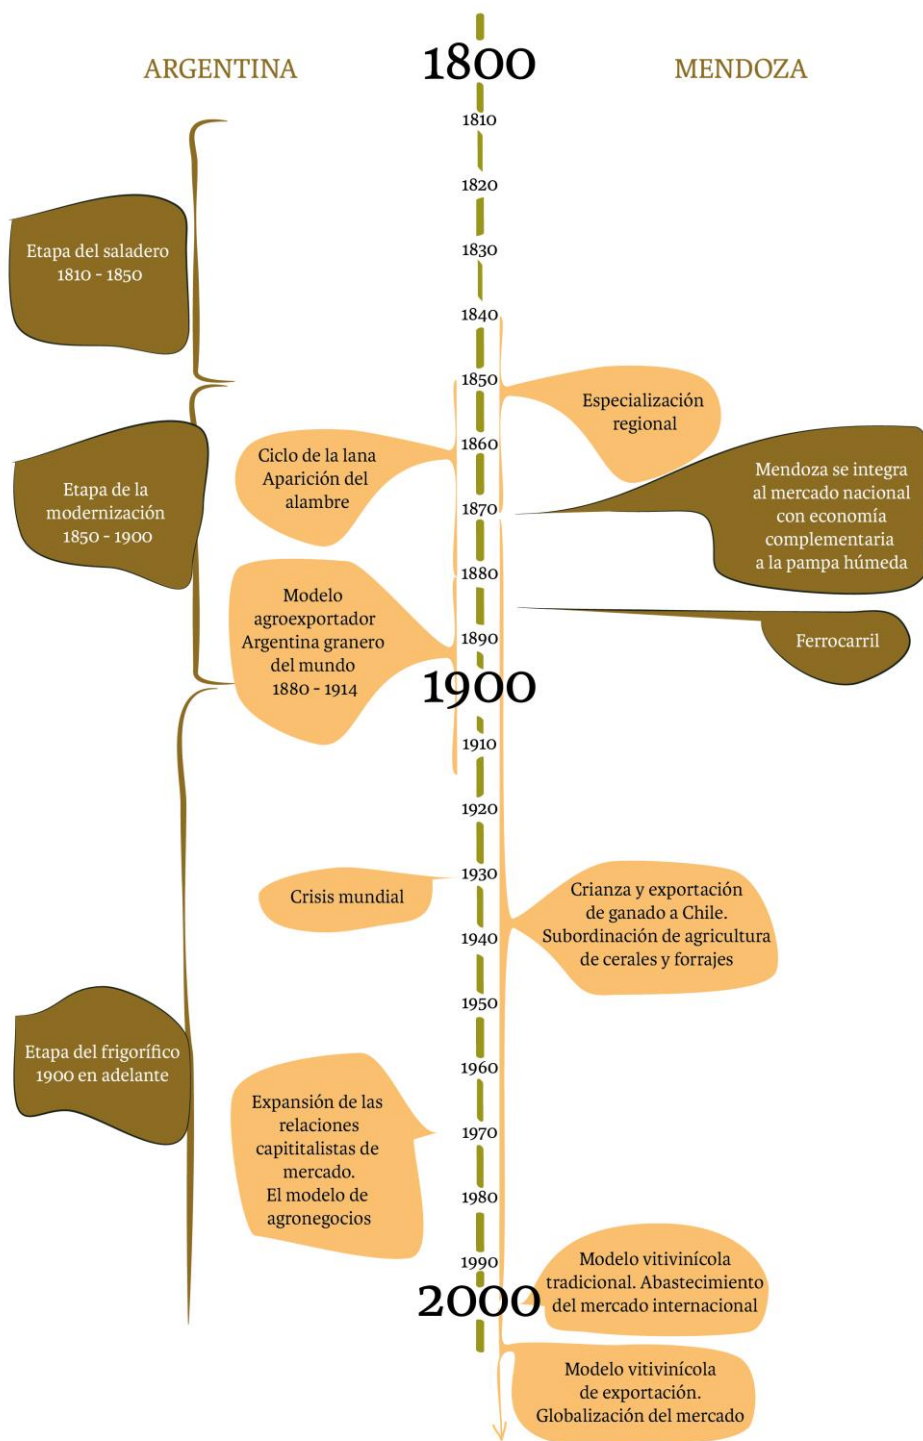 ARGENTINA
1800
MENDOZA
1810
1820
1830
1840
1850
1860
1870
1880
1890
1900
1910
1920
1930
1940
1950
1960
1970
1980
1990
2000
Etapa del saladero
1810 - 1850
Etapa de la
modernización
1850 - 1900
Etapa del frigorífico
1900 en adelante
Ciclo de la lana
Aparición del
alambre
Modelo
agroexportador
Argentina granero
del mundo
1880 - 1914
Crisis mundial
Expansión de las
relaciones
capititalistas de
mercado.
El modelo de
agronegocios
Especialización
regional
Mendoza se integra
al mercado nacional
con economía
complementaria
a la pampa húmeda
Ferrocarril
Crianza y exportación
de ganado a Chile.
Subordinación de agricultura
de cerales y forrajes
Modelo vitivinícola
tradicional. Abastecimiento
del mercado internacional
Modelo vitivinícola
de exportación.
Globalización del mercado